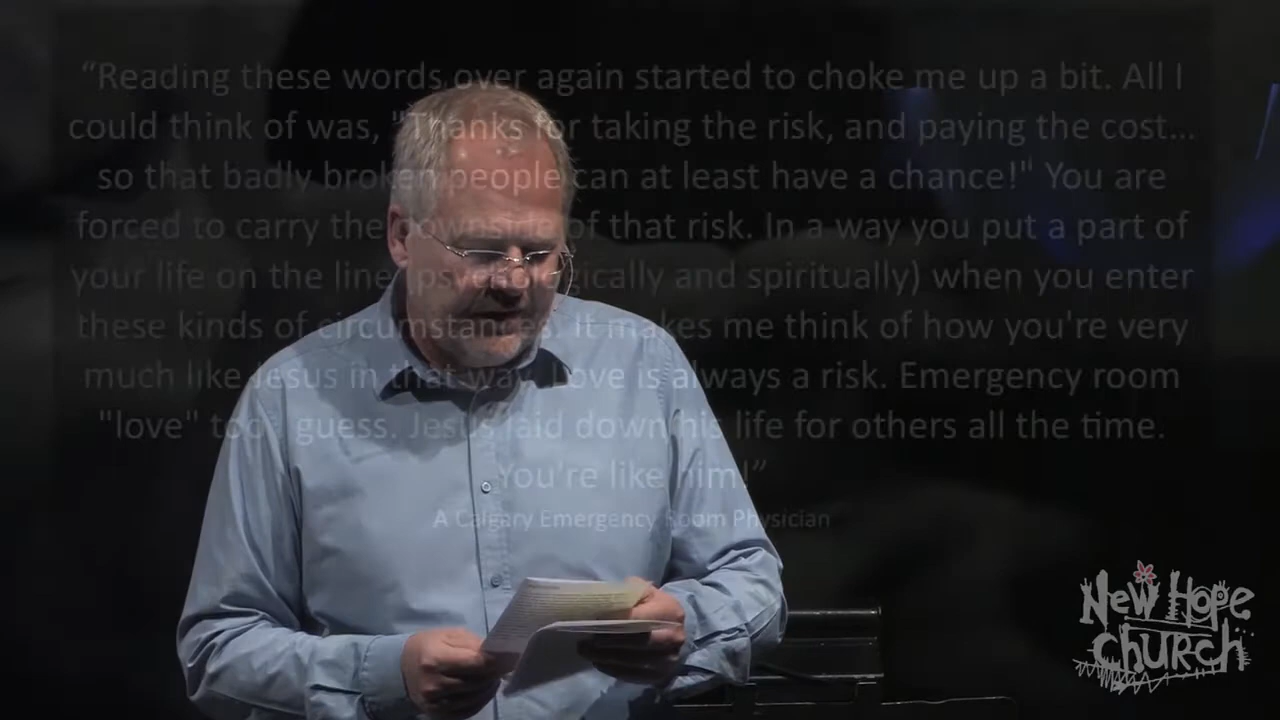 “Reading these words over again started to choke me up a bit. All I
could think of was, "Thanks for taking the risk, and paying the cost...
so that badly broken people can at least have a chance!" You are
forced to carry the of that risk. In a way you put a part of
your life on the line (psychologically and spiritually) when you enter
these kinds of circumstances. It makes me think of how you're very
much like Jesus in that way. Love is always a risk. Emergency room
"love" too I guess. Jesus laid down his life for others all the time.
You're like him!”
A Calgary Emergency Room Physician
New Hope
Church